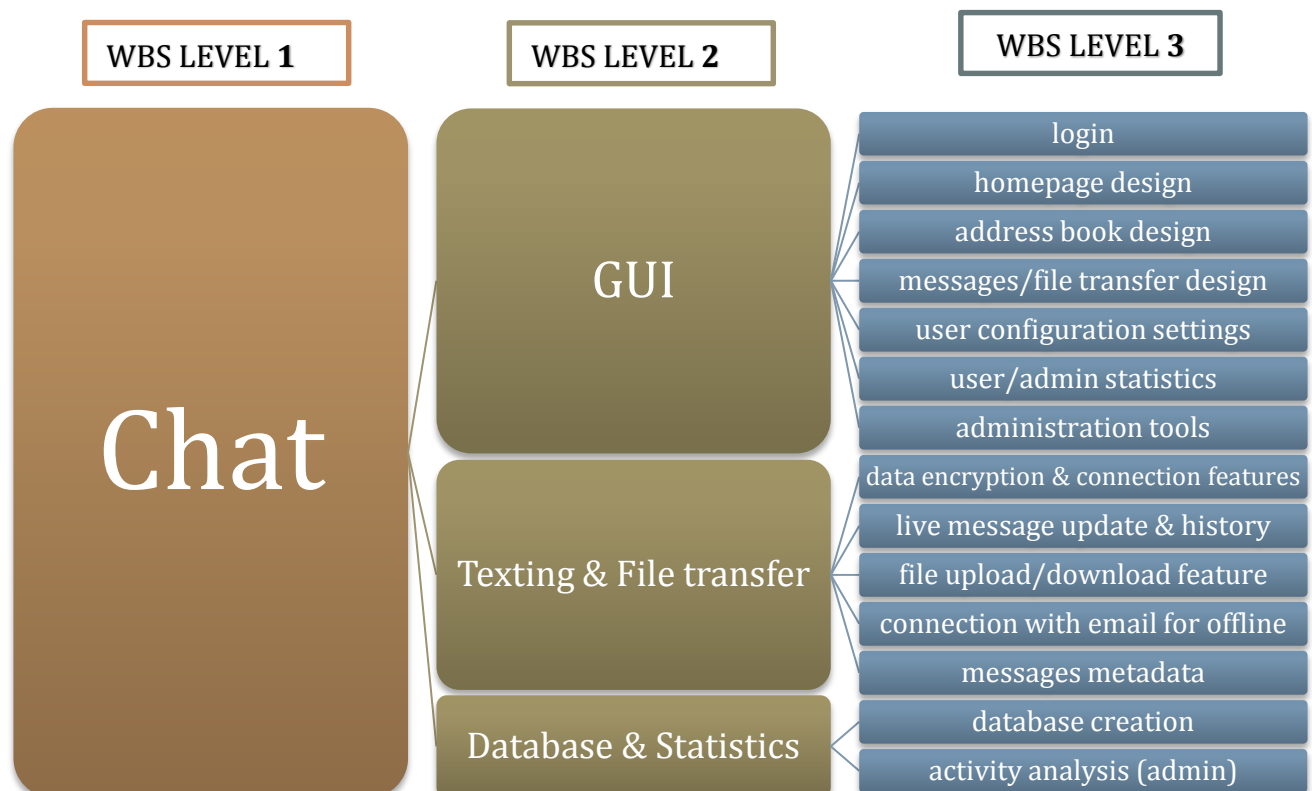 WBS LEVEL 1
WBS LEVEL 2
WBS LEVEL 3
Chat
GUI
login
homepage design
address book design
messages/file transfer design
user configuration settings
user/admin statistics
administration tools
Texting & File transfer
data encryption & connection features
live message update & history
file upload/download feature
connection with email for offline
messages metadata
Database & Statistics
database creation
activity analysis (admin)